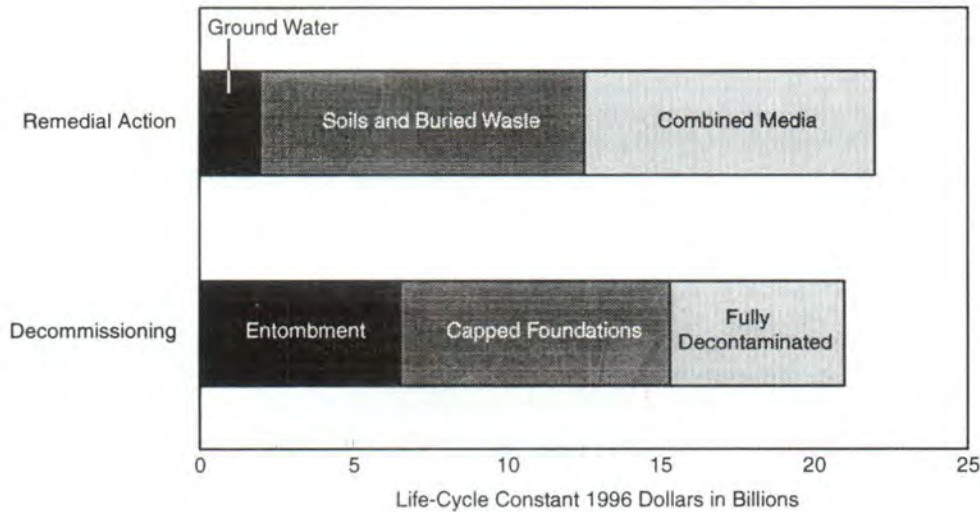 Ground Water
Remedial Action
Soils and Buried Waste
Combined Media
Decommissioning
Entombment
Capped Foundations
Fully
Decontaminated
0 5 10 15 20 25
Life-Cycle Constant 1996 Dollars in Billions